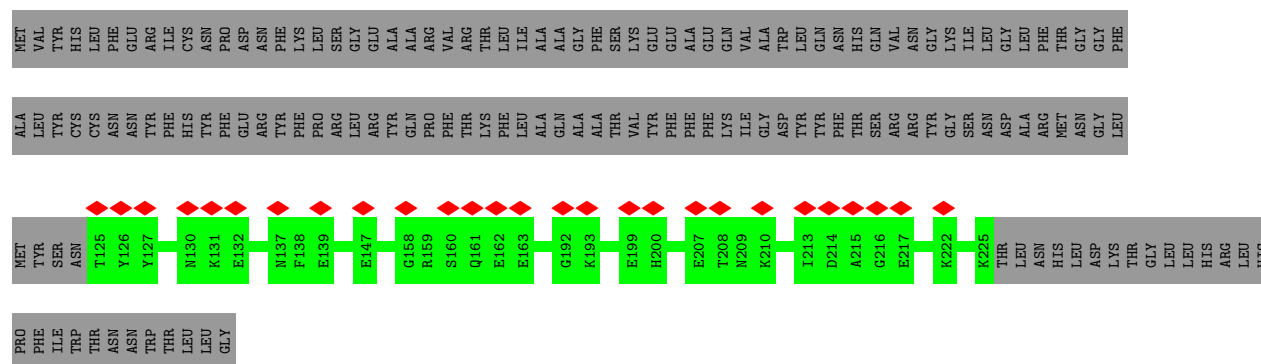 MET VAL TYR HIS LEU PHE GLU ARG ILE CYS ASN PRO ASP ASN PHE LYS LEU SER GLY GLU ALA ALA ARG VAL ARG THR LEU ILE ALA ALA GLY PHE SER LYS GLU GLU ALA GLU GLN VAL ALA TRP LEU GLN ASN HIS GLN VAL ASN GLY LYS ILE LEU GLY LEU PHE THR GLY GLY PHE
ALA LEU TYR CYS CYS ASN ASN TYR PHE HIS TYR PHE GLU ARG TYR PHE PRO ARG LEU ARG TYR GLN PRO PHE THR LYS PHE LEU ALA GLN ALA ALA THR VAL TYR PHE PHE PHE LYS ILE GLY ASP TYR TYR PHE THR SER ARG ARG TYR GLY SER ASN ASP ALA ARG MET ASN GLY LEU
MET TYR SER ASN T125 Y126 Y127 N130 K131 E132 N137 F138 E139 E147 G158 R159 S160 Q161 E162 E163 G192 K193 E199 H200 E207 T208 N209 K210 I213 D214 A215 G216 E217 K222 K225 THR LEU ASN HIS LEU ASP LYS THR GLY LEU LEU HIS ARG LEU
PRO PHE ILE TRP THR ASN ASN TRP THR LEU LEU GLY